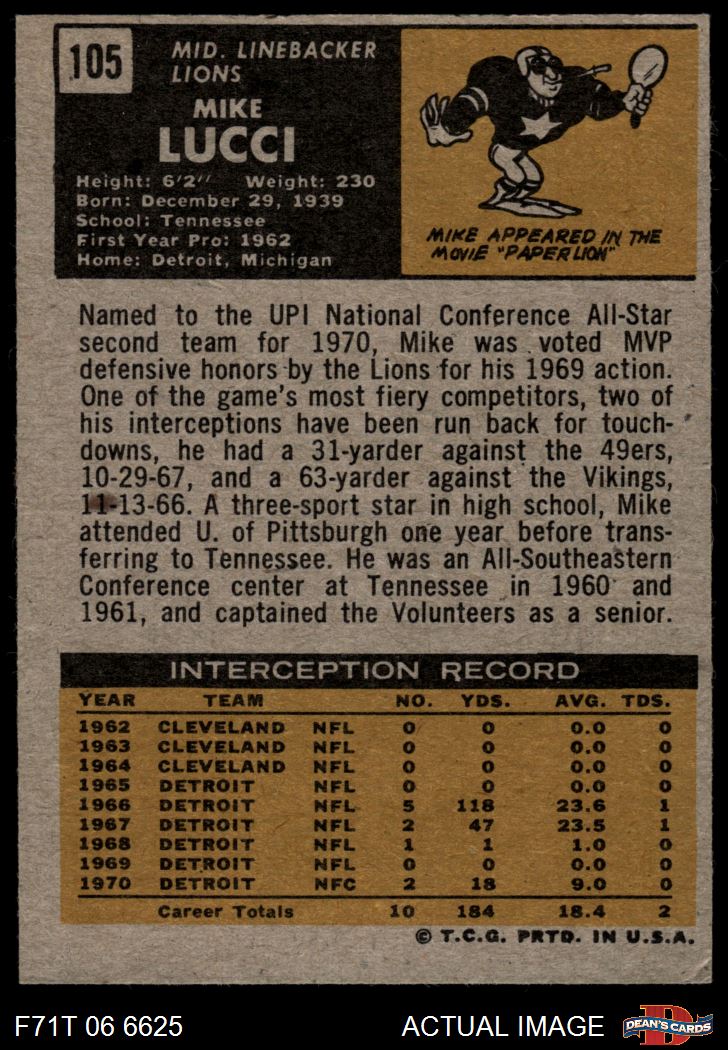 105
MID. LINEBACKER
LIONS
MIKE
LUCCI
Height: 6'2" Weight: 230
Born: December 29, 1939
School: Tennessee
First Year Pro: 1962
Home: Detroit, Michigan
MIKE APPEARED IN THE
MOVIE "PAPER LION"
Named to the UPI National Conference All-Star
second team for 1970, Mike was voted MVP
defensive honors by the Lions for his 1969 action.
One of the game's most fiery competitors, two of
his interceptions have been run back for touch-
downs, he had a 31-yarder against the 49ers,
10-29-67, and a 63-yarder against the Vikings,
11-13-66. A three-sport star in high school, Mike
attended U. of Pittsburgh one year before trans-
ferring to Tennessee. He was an All-Southeastern
Conference center at Tennessee in 1960 and
1961, and captained the Volunteers as a senior.
INTERCEPTION RECORD
YEAR TEAM NO. YDS. AVG. TDS.
1962 CLEVELAND NFL 0 0 0.0 0
1963 CLEVELAND NFL 0 0 0.0 0
1964 CLEVELAND NFL 0 0 0.0 0
1965 DETROIT NFL 0 0 0.0 0
1966 DETROIT NFL 5 118 23.6 1
1967 DETROIT NFL 2 47 23.5 1
1968 DETROIT NFL 1 1 1.0 0
1969 DETROIT NFL 0 0 0.0 0
1970 DETROIT NFC 2 18 9.0 0
Career Totals 10 184 18.4 2
© T.C.G. PRTD. IN U.S.A.
F71T 06 6625 ACTUAL IMAGE
D
DEAN'S CARDS